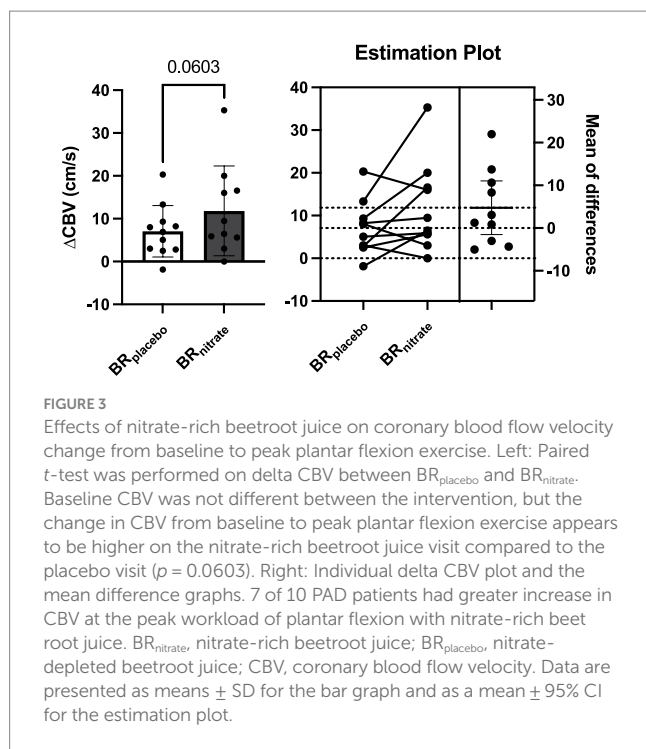 Estimation Plot
0.0603
40
30
20
10
0
-10
ΔCBV (cm/s)
BRplacebo
BRnitrate
40
30
20
10
0
-10
BRplacebo
BRnitrate
30
20
10
0
-10
Mean of differences
FIGURE 3
Effects of nitrate-rich beetroot juice on coronary blood flow velocity
change from baseline to peak plantar flexion exercise. Left: Paired
t-test was performed on delta CBV between BRplacebo and BRnitrate.
Baseline CBV was not different between the intervention, but the
change in CBV from baseline to peak plantar flexion exercise appears
to be higher on the nitrate-rich beetroot juice visit compared to the
placebo visit (p = 0.0603). Right: Individual delta CBV plot and the
mean difference graphs. 7 of 10 PAD patients had greater increase in
CBV at the peak workload of plantar flexion with nitrate-rich beet
root juice. BRnitrate, nitrate-rich beetroot juice; BRplacebo, nitrate-
depleted beetroot juice; CBV, coronary blood flow velocity. Data are
presented as means ± SD for the bar graph and as a mean ± 95% CI
for the estimation plot.